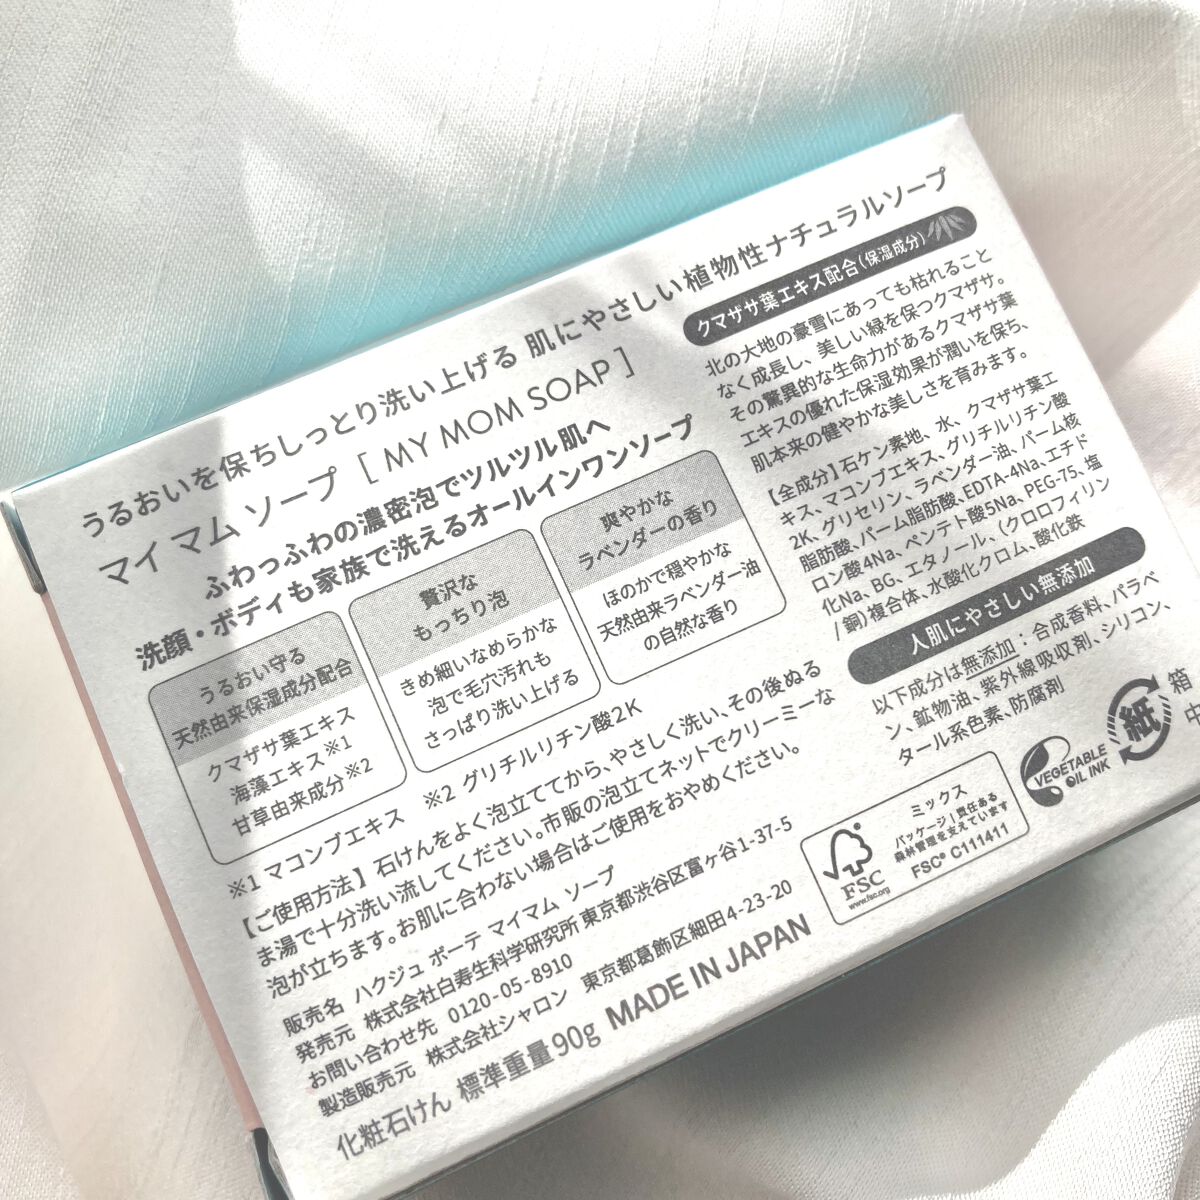 うるおいを保ちしっとり洗い上げる 肌にやさしい植物性ナチュラルソープ
マイマムソープ [ MY MOM SOAP ]
ふわっふわの濃密泡でツルツル肌へ
洗顔・ボディも家族で洗えるオールインワンソープ
うるおい守る
天然由来保湿成分配合
クマザサ葉エキス
海藻エキス※1
甘草由来成分※2
贅沢な
もっちり泡
きめ細いなめらかな
泡で毛穴汚れも
さっぱり洗い上げる
爽やかな
ラベンダーの香り
ほのかで穏やかな
天然由来ラベンダー油
の自然な香り
※1 マコンブエキス ※2 グリチルリチン酸2K
【ご使用方法】石けんをよく泡立ててから、やさしく洗い、その後ぬる
ま湯で十分洗い流してください。市販の泡立てネットでクリーミーな
泡が立ちます。お肌に合わない場合はご使用をおやめください。
販売名 ハクジュ ボーテ マイマム ソープ
発売元 株式会社白寿生科学研究所 東京都渋谷区富ヶ谷1-37-5
お問い合わせ先 0120-05-8910
製造販売元 株式会社シャロン 東京都葛飾区細田4-23-20
化粧石けん 標準重量90g MADE IN JAPAN
クマザサ葉エキス配合(保湿成分)
北の大地の豪雪にあっても枯れること
なく成長し、美しい緑を保つクマザサ。
その驚異的な生命力があるクマザサ葉
エキスの優れた保湿効果が潤いを保ち、
肌本来の健やかな美しさを育みます。
【全成分】石ケン素地、水、クマザサ葉エ
キス、マコンブエキス、グリチルリチン酸
2K、グリセリン、ラベンダー油、パーム核
脂肪酸、パーム脂肪酸、EDTA-4Na、エチド
ロン酸4Na、ペンテト酸5Na、PEG-75、塩
化Na、BG、エタノール、(クロロフィリン
/銅)複合体、水酸化クロム、酸化鉄
人肌にやさしい無添加
以下成分は無添加：合成香料、パラベ
ン、鉱物油、紫外線吸収剤、シリコン、
タール系色素、防腐剤
FSC
www.fsc.org
ミックス
パッケージ|責任ある
森林管理を支えています
FSC® C111411
VEGETABLE
OIL INK
紙
箱
中